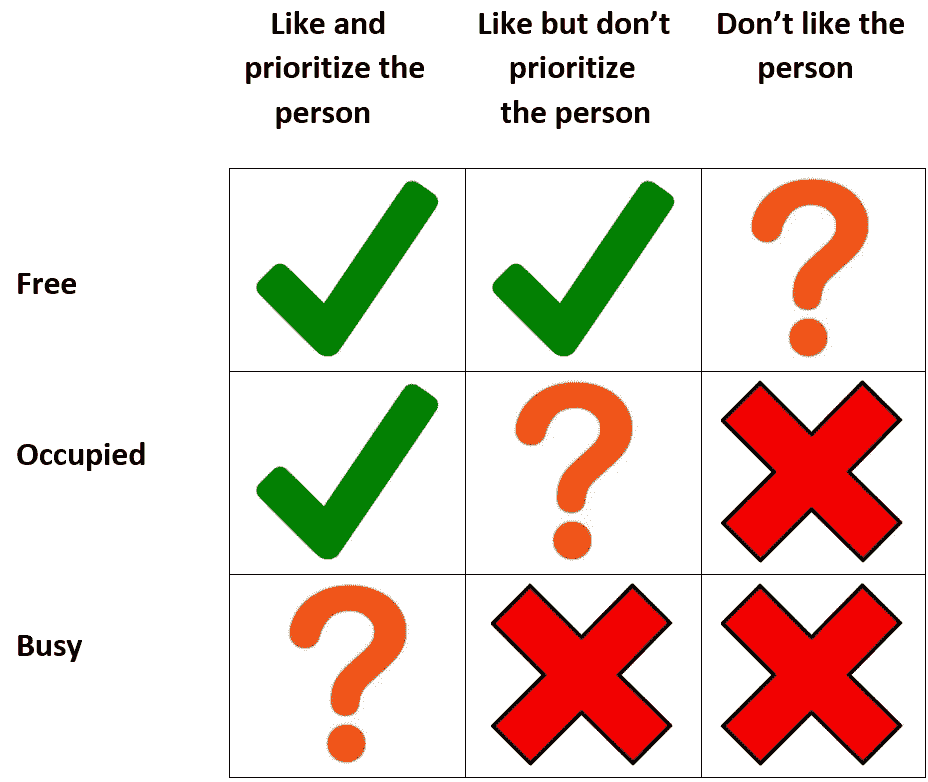 Like and
prioritize the
person
Like but don’t
prioritize
the person
Don’t like the
person
Free
Occupied
Busy